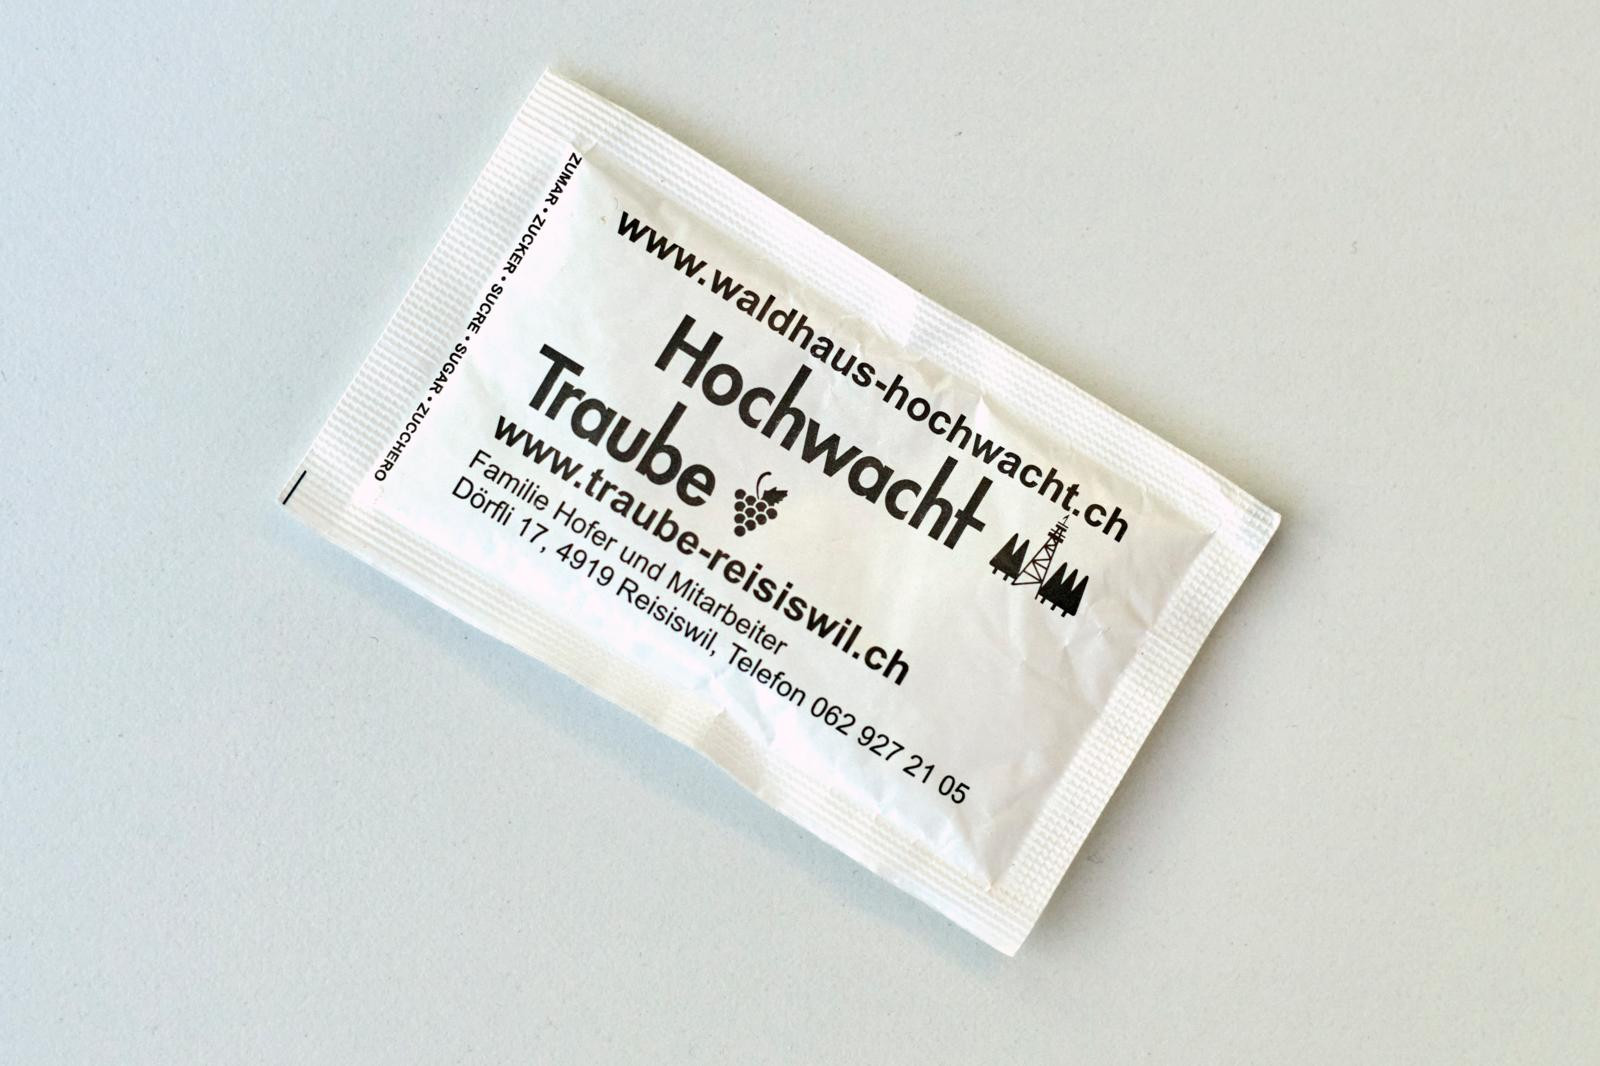 ZUMAR • ZUCKER • SUCRE • SUGAR • ZUCCHERO
www.waldhaus-hochwacht.ch
Hochwacht
Traube
www.traube-reisiswil.ch
Familie Hofer und Mitarbeiter
Dörfli 17, 4919 Reisiswil, Telefon 062 927 21 05